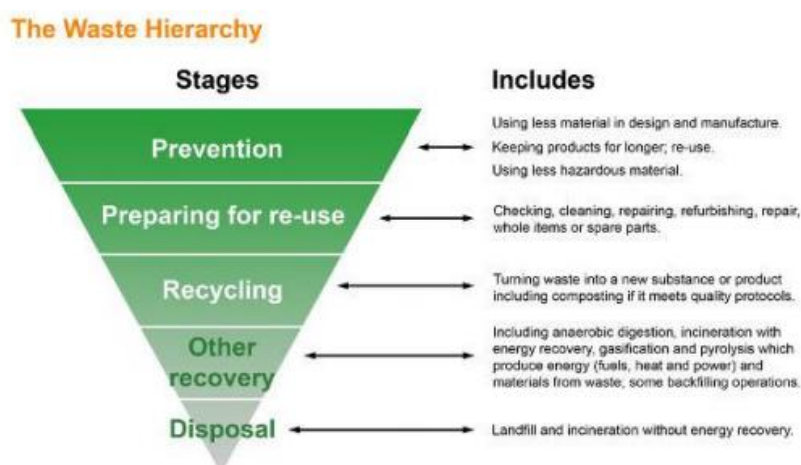 The Waste Hierarchy
Stages
Includes
Prevention
Using less material in design and manufacture.
Keeping products for longer; re-use.
Using less hazardous material.
Preparing for re-use
Checking, cleaning, repairing, refurbishing, repair,
whole items or spare parts.
Recycling
Turning waste into a new substance or product
including composting if it meets quality protocols.
Other
recovery
Including anaerobic digestion, incineration with
energy recovery, gasification and pyrolysis which
produce energy (fuels, heat and power) and
materials from waste; some backfilling operations.
Disposal
Landfill and incineration without energy recovery.